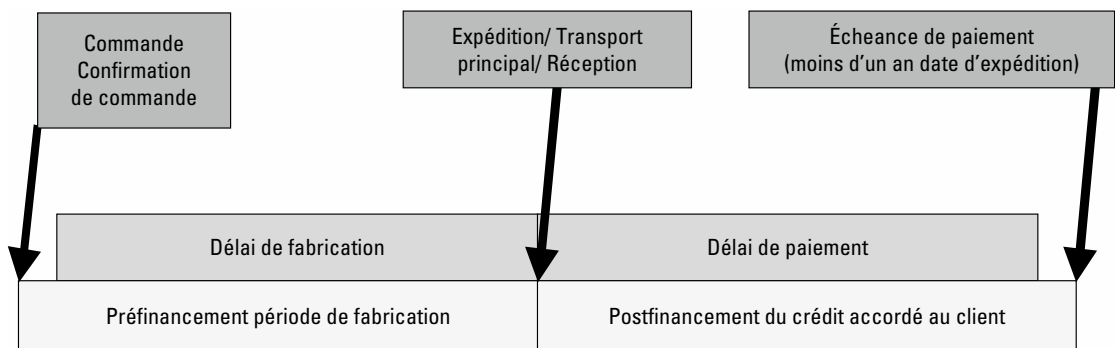 Commande
Confirmation
de commande
Expédition/ Transport
principal/ Réception
Écheance de paiement
(moins d’un an date d’expédition)
Délai de fabrication
Délai de paiement
Préfinancement période de fabrication
Postfinancement du crédit accordé au client